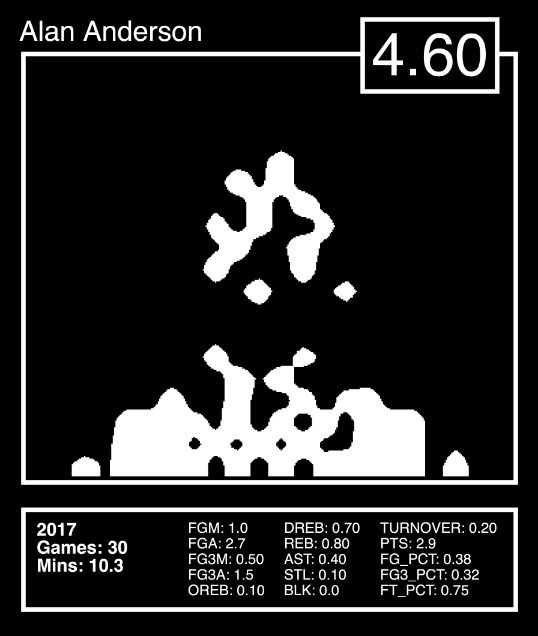 Alan Anderson
4.60
2017
Games: 30
Mins: 10.3
FGM: 1.0
FGA: 2.7
FG3M: 0.50
FG3A: 1.5
OREB: 0.10
DREB: 0.70
REB: 0.80
AST: 0.40
STL: 0.10
BLK: 0.0
TURNOVER: 0.20
PTS: 2.9
FG_PCT: 0.38
FG3_PCT: 0.32
FT_PCT: 0.75